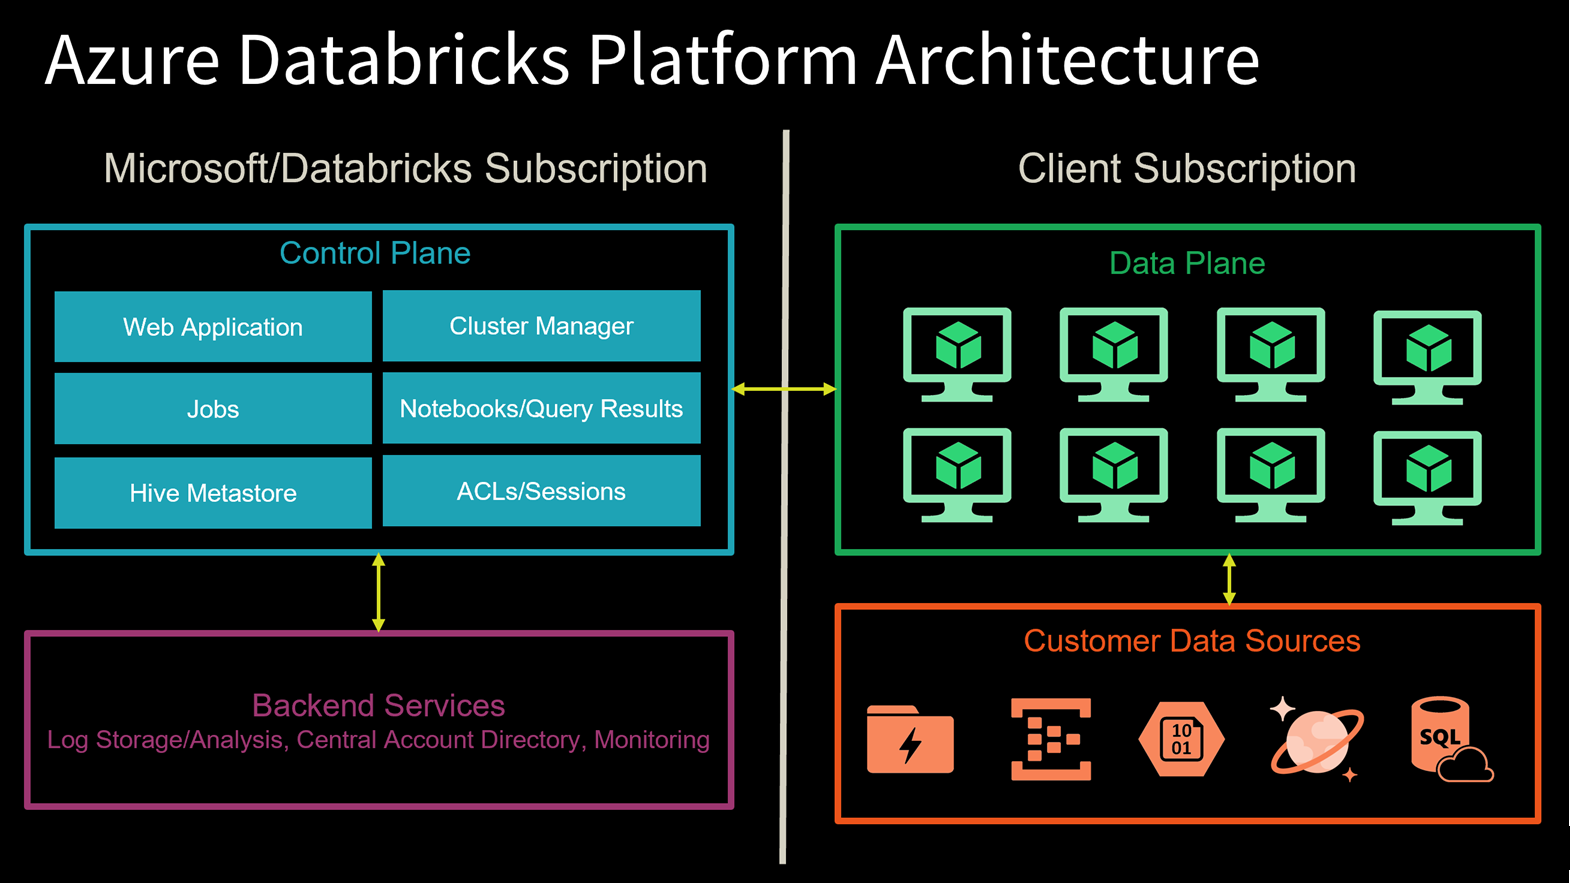 Azure Databricks Platform Architecture
Microsoft/Databricks Subscription
Client Subscription
Control Plane
Web Application
Cluster Manager
Jobs
Notebooks/Query Results
Hive Metastore
ACLs/Sessions
Data Plane
Backend Services
Log Storage/Analysis, Central Account Directory, Monitoring
Customer Data Sources
10
01
SQL